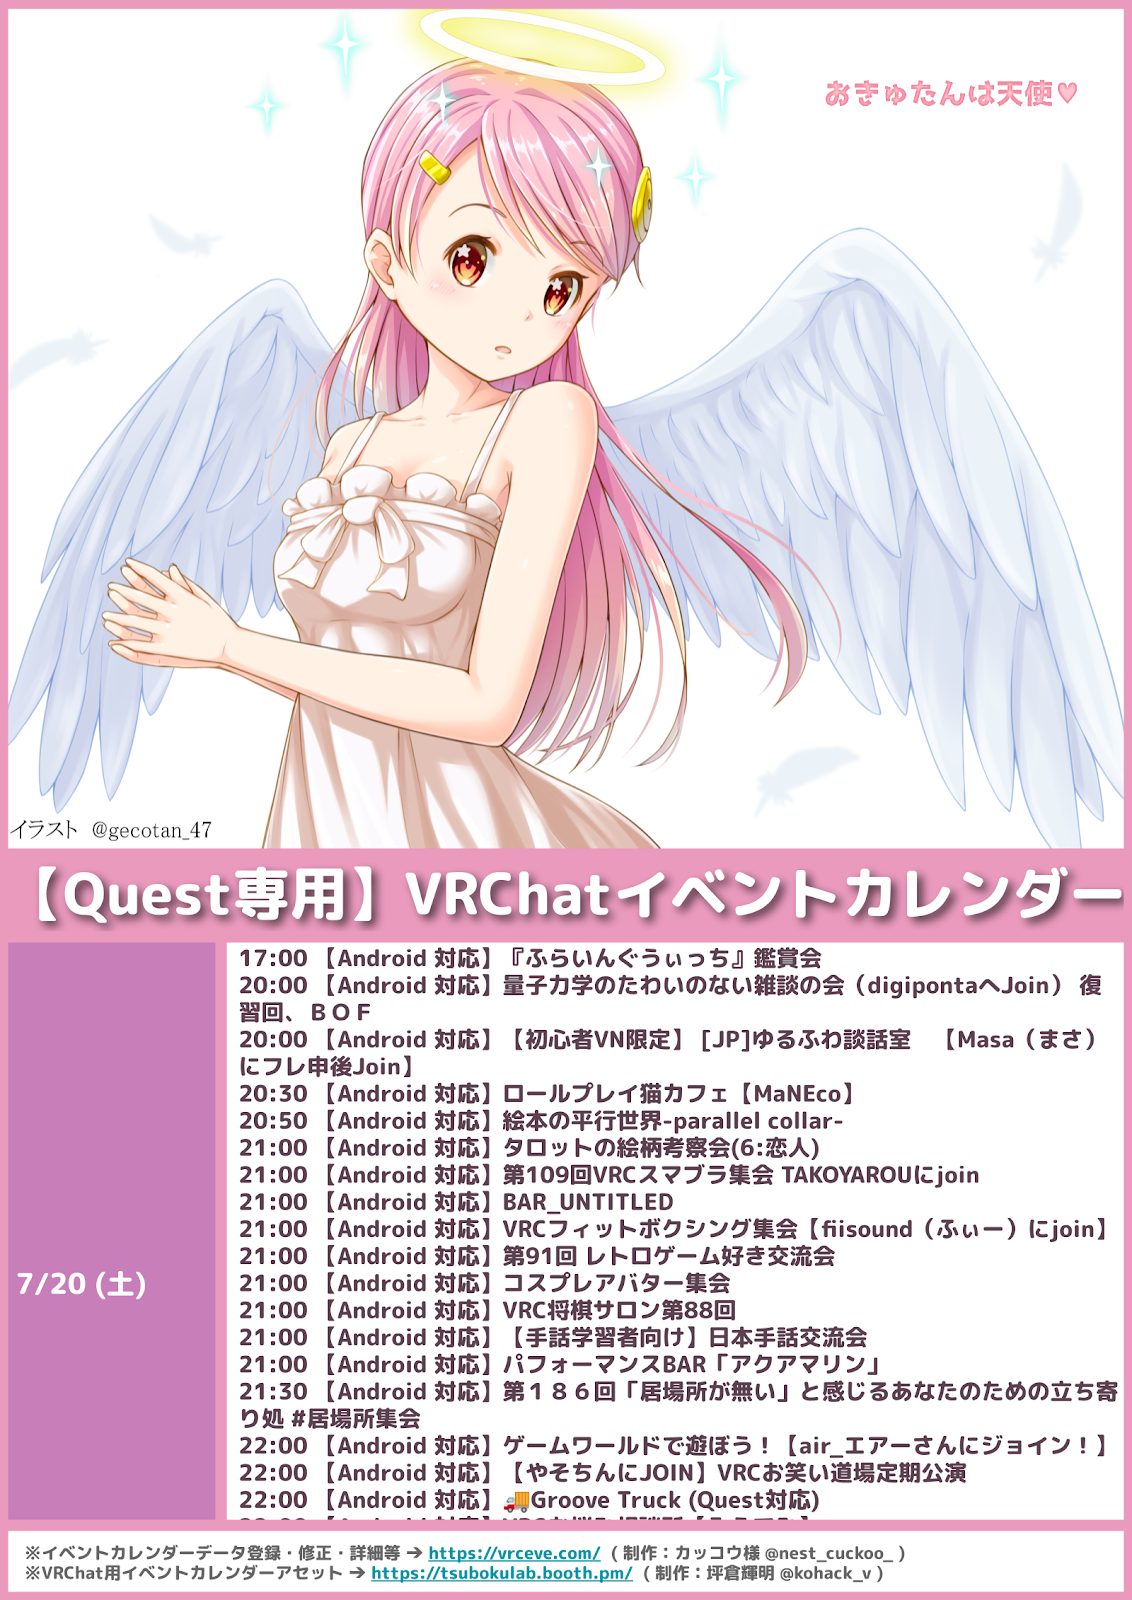 おきゅたんは天使♥
イラスト @gecotan_47
【Quest専用】VRChatイベントカレンダー
7/20 (土)
17:00 【Android 対応】『ふらいんぐうぃっち』鑑賞会
20:00 【Android 対応】量子力学のたわいのない雑談の会（digipontaへJoin） 復
習回、ＢＯＦ
20:00 【Android 対応】【初心者VN限定】 [JP]ゆるふわ談話室　【Masa（まさ）
にフレ申後Join】
20:30 【Android 対応】ロールプレイ猫カフェ【MaNEco】
20:50 【Android 対応】絵本の平行世界-parallel collar-
21:00 【Android 対応】タロットの絵柄考察会(6:恋人)
21:00 【Android 対応】第109回VRCスマブラ集会 TAKOYAROUにjoin
21:00 【Android 対応】BAR_UNTITLED
21:00 【Android 対応】VRCフィットボクシング集会【fiisound（ふぃー）にjoin】
21:00 【Android 対応】第91回 レトロゲーム好き交流会
21:00 【Android 対応】コスプレアバター集会
21:00 【Android 対応】VRC将棋サロン第88回
21:00 【Android 対応】【手話学習者向け】日本手話交流会
21:00 【Android 対応】パフォーマンスBAR「アクアマリン」
21:30 【Android 対応】第１８６回「居場所が無い」と感じるあなたのための立ち寄
り処 #居場所集会
22:00 【Android 対応】ゲームワールドで遊ぼう！【air_エアーさんにジョイン！】
22:00 【Android 対応】【やそちんにJOIN】VRCお笑い道場定期公演
22:00 【Android 対応】🚚Groove Truck (Quest対応)
※イベントカレンダーデータ登録・修正・詳細等 → https://vrceve.com/ ( 制作：カッコウ様 @nest_cuckoo_ )
※VRChat用イベントカレンダーアセット → https://tsubokulab.booth.pm/ ( 制作：坪倉輝明 @kohack_v )